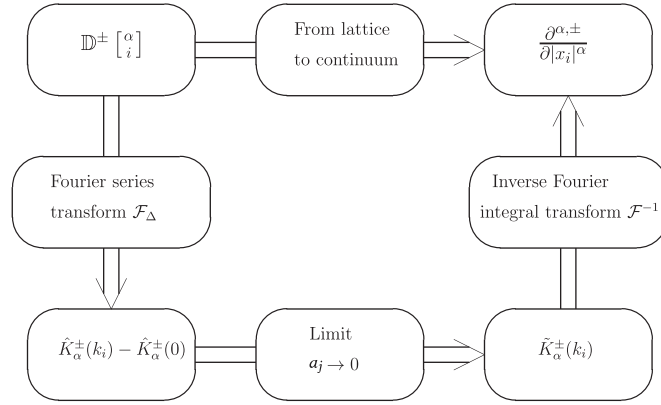 𝔻± [α i]
From lattice
to continuum
∂^{α,±}
∂|x_i|^α
Fourier series
transform ℱ_Δ
Inverse Fourier
integral transform ℱ^{−1}
K̂_α^±(k_i) − K̂_α^±(0)
Limit
a_j → 0
K̃_α^±(k_i)